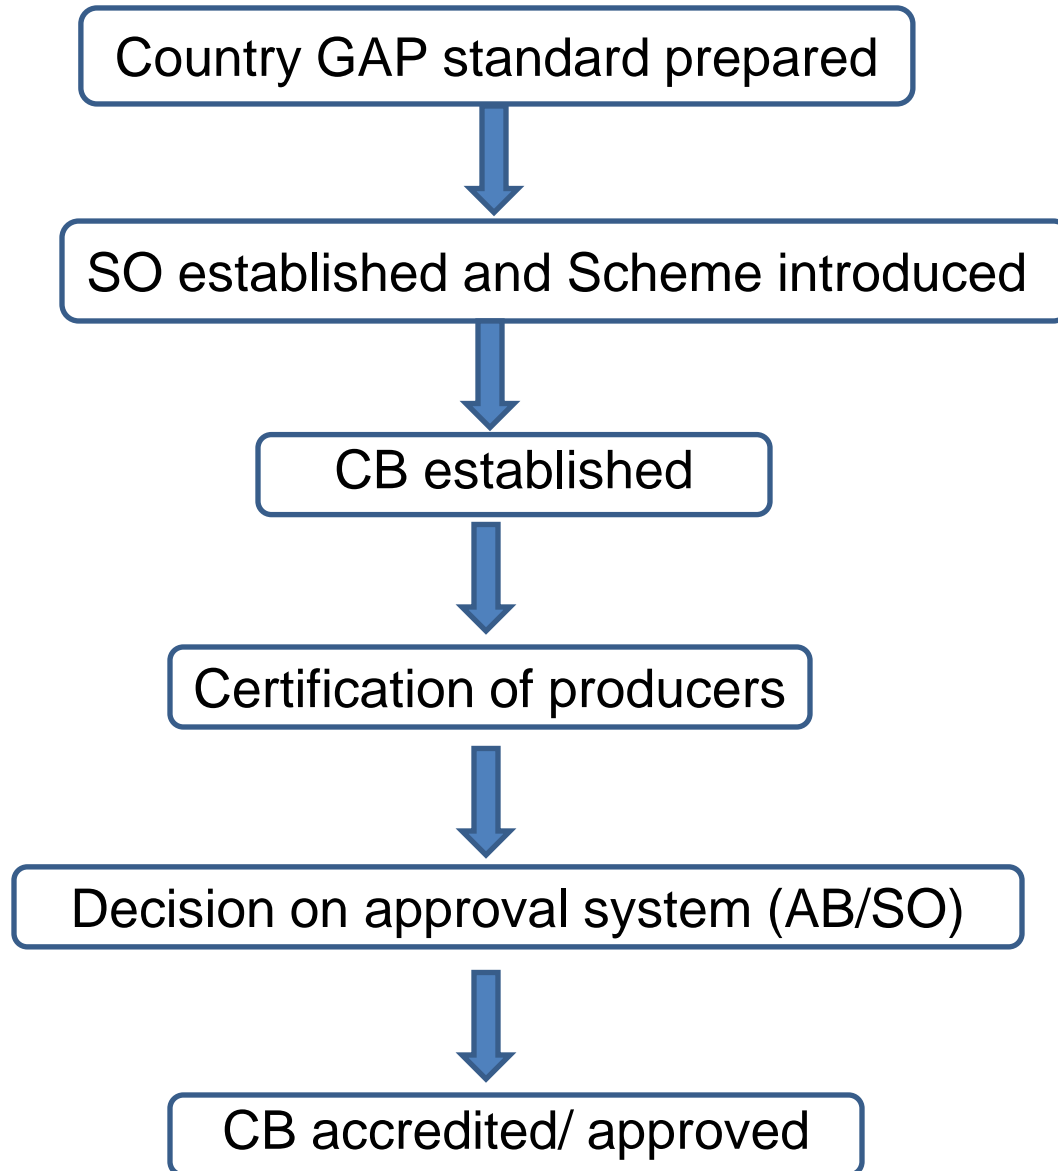 Country GAP standard prepared
SO established and Scheme introduced
CB established
Certification of producers
Decision on approval system (AB/SO)
CB accredited/ approved